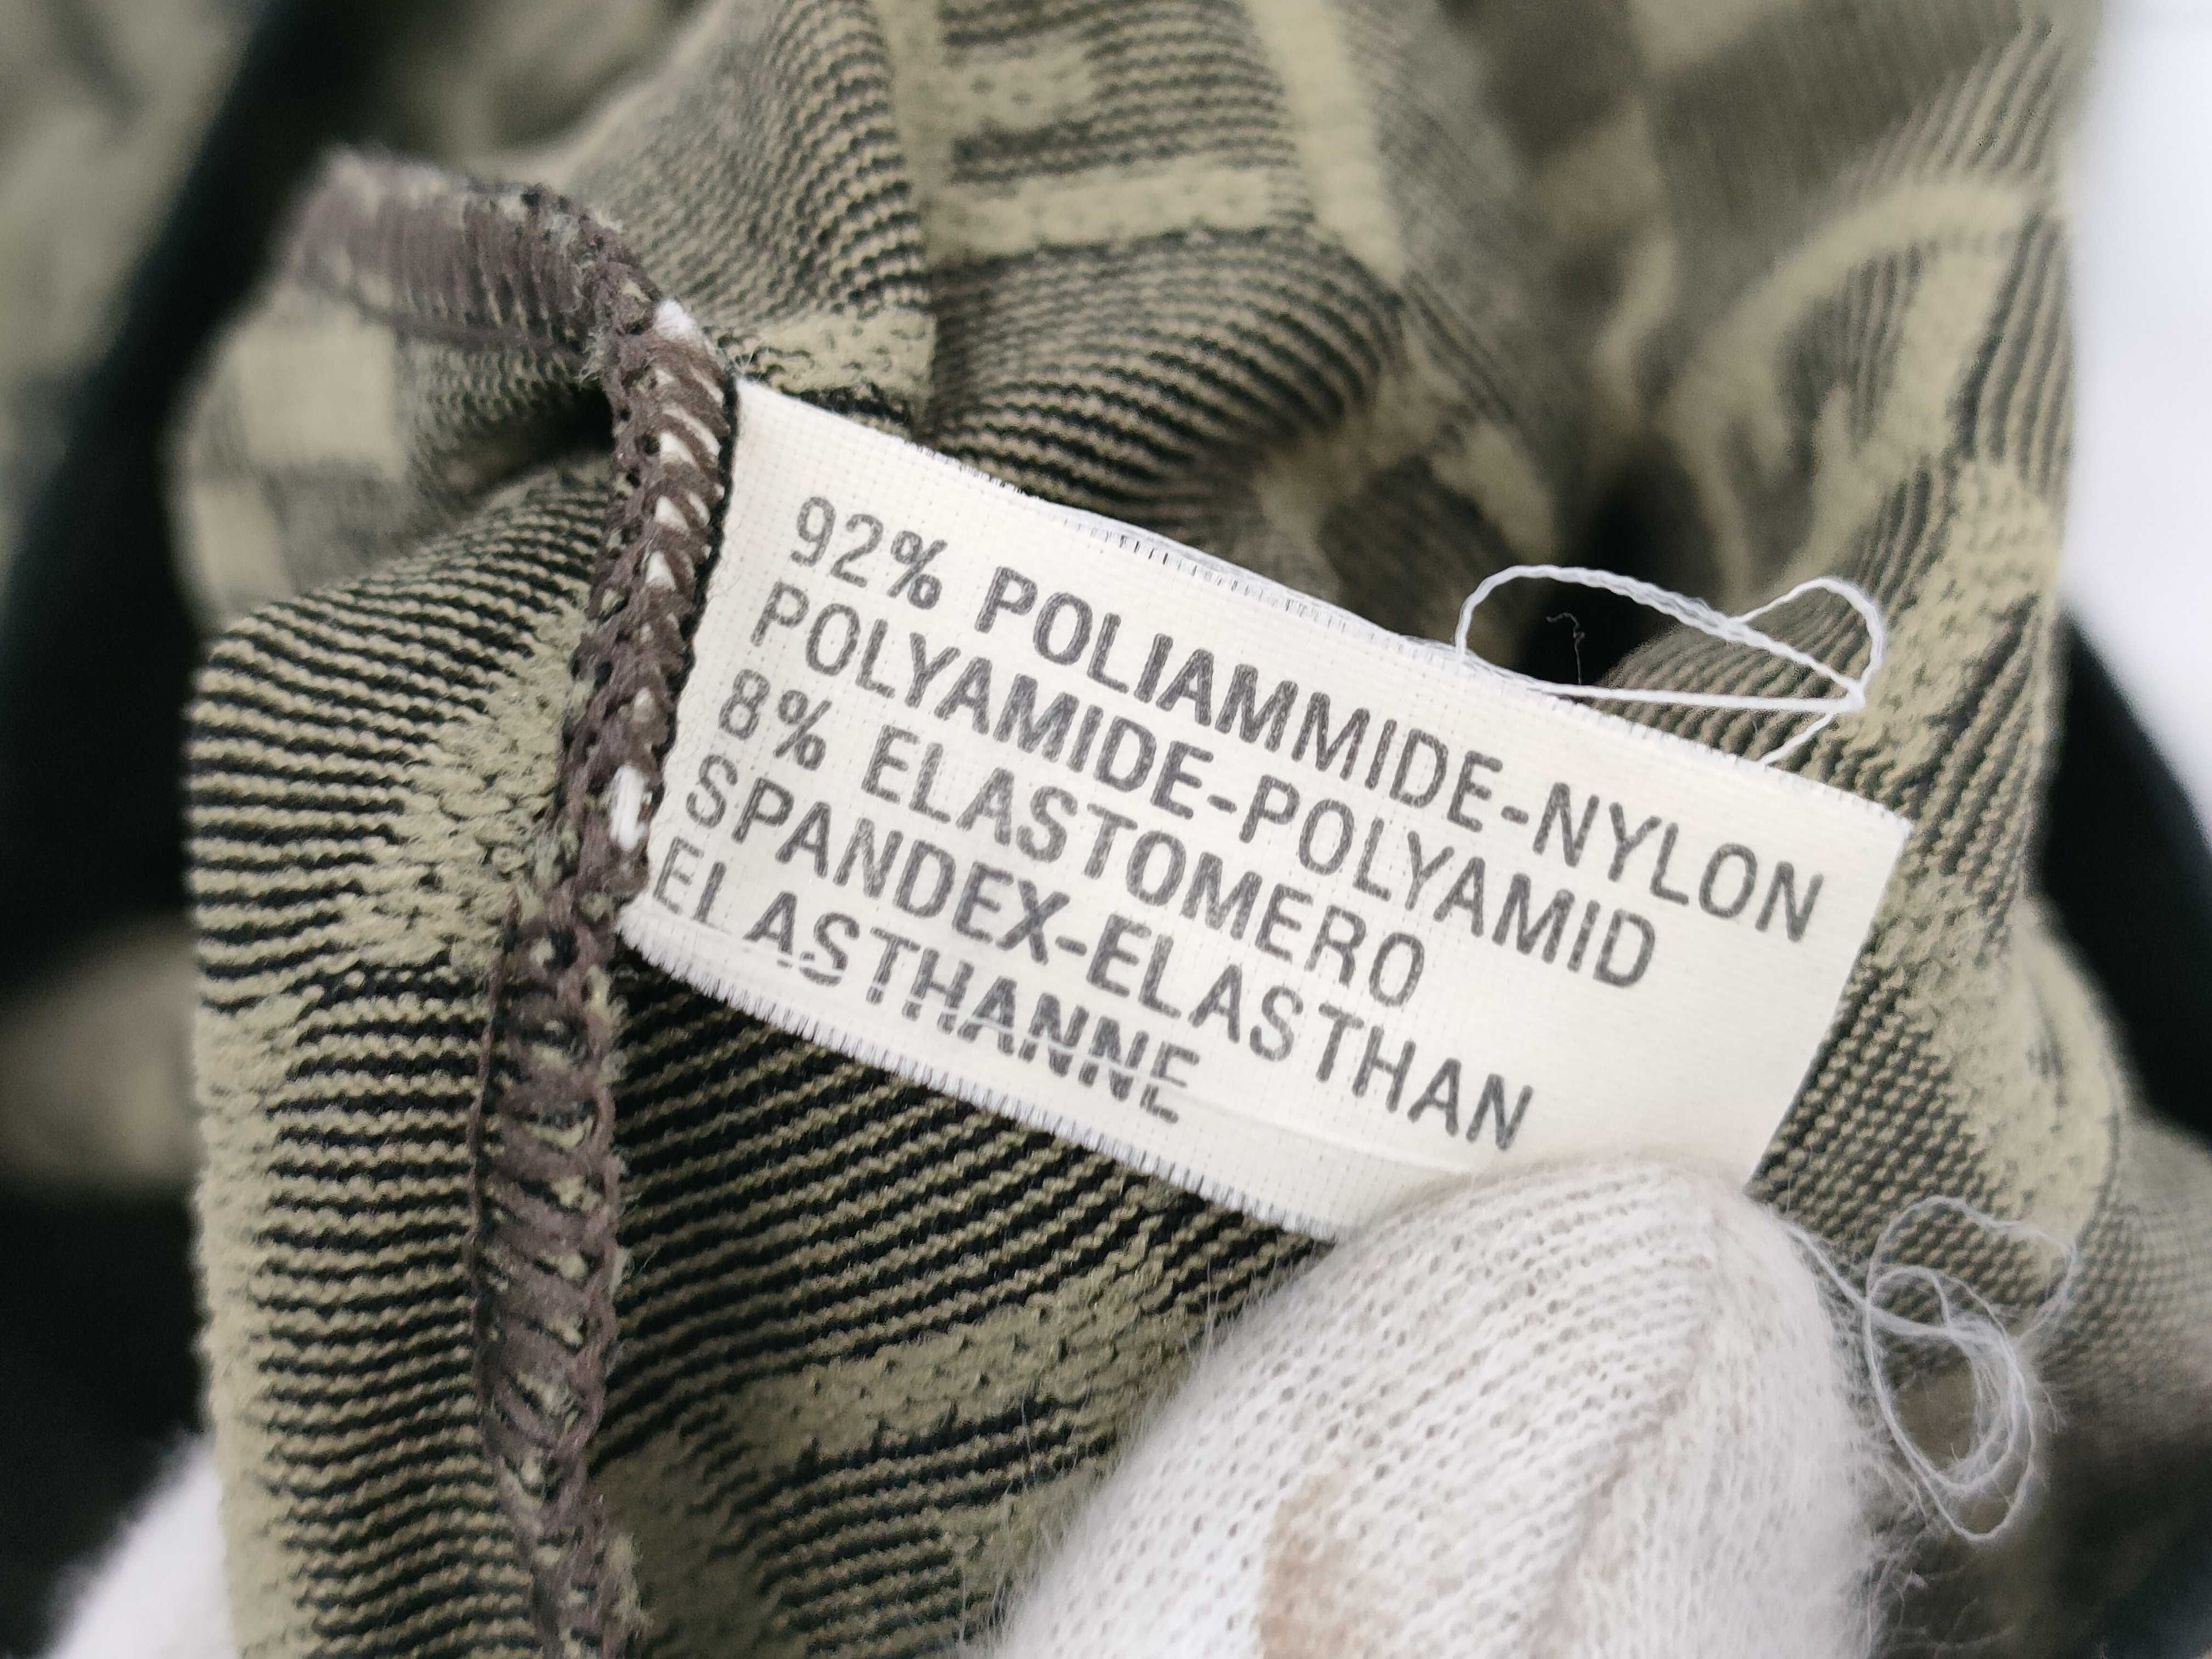 92% POLIAMMIDE-NYLON
POLYAMIDE-POLYAMID
8% ELASTOMERO
SPANDEX-ELASTHAN
ELASTHANNE